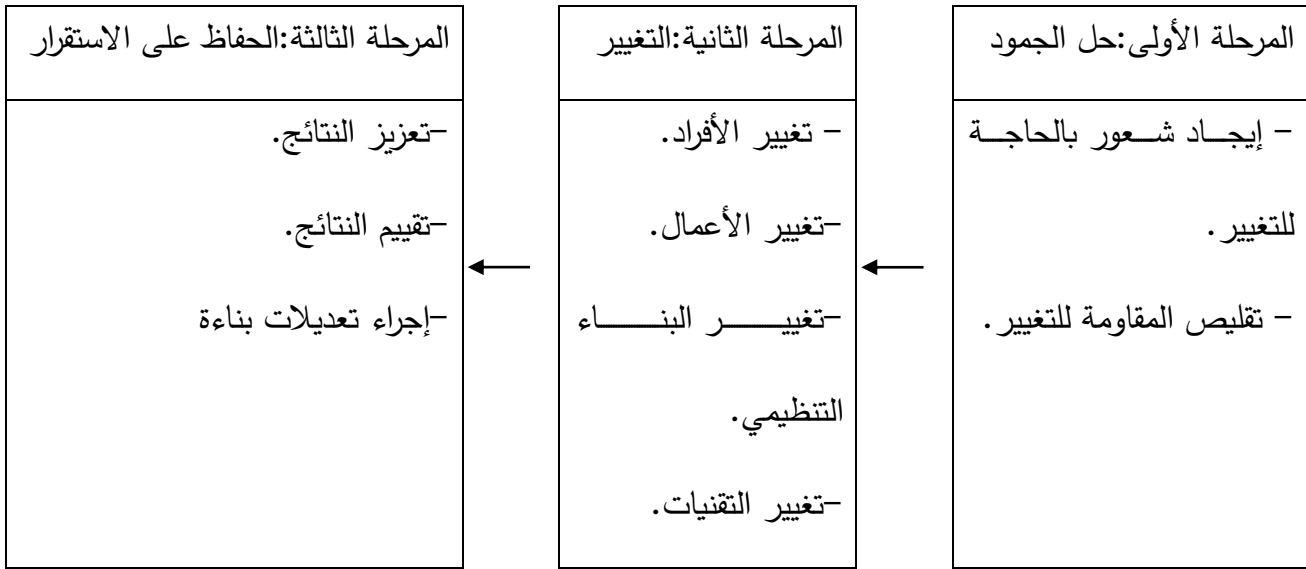 المرحلة الأولى:حل الجمود
– إيجاد شعور بالحاجة
للتغيير.
– تقليص المقاومة للتغيير.
المرحلة الثانية:التغيير
– تغيير الأفراد.
–تغيير الأعمال.
–تغيير البناء
التنظيمي.
–تغيير التقنيات.
المرحلة الثالثة:الحفاظ على الاستقرار
–تعزيز النتائج.
–تقييم النتائج.
–إجراء تعديلات بناءة